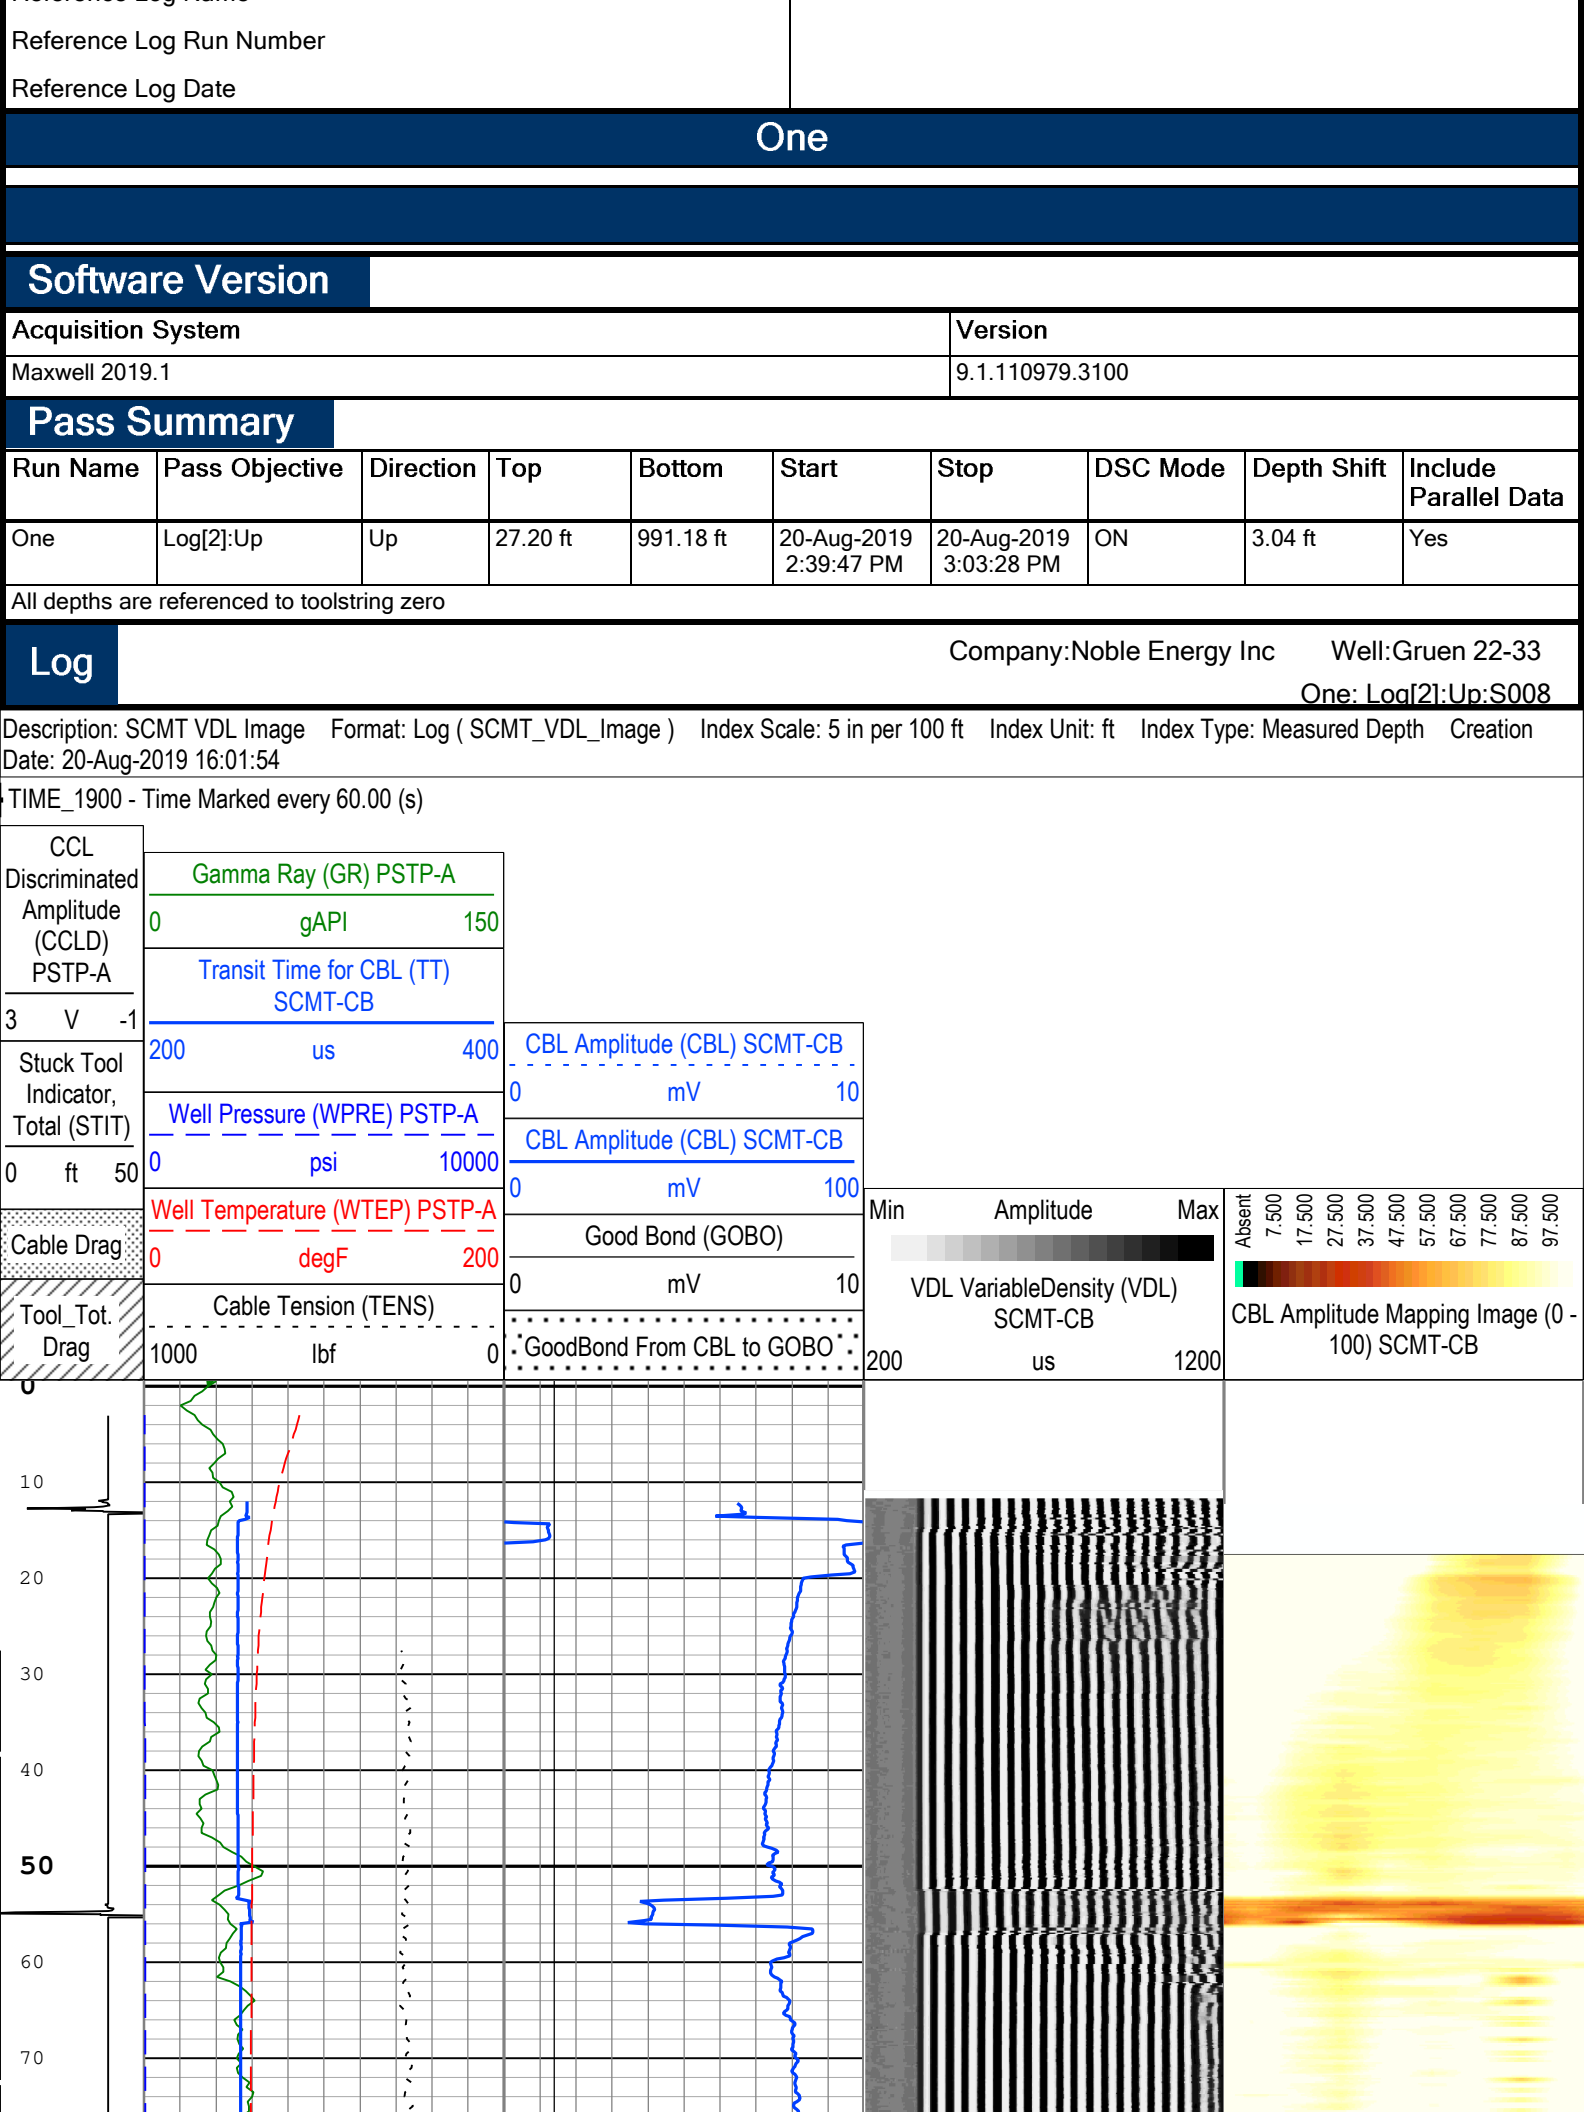 Reference Log Name
Reference Log Run Number
Reference Log Date
One
Software Version
Acquisition System Version
Maxwell 2019.1 9.1.110979.3100
Pass Summary
Run Name Pass Objective Direction Top Bottom Start Stop DSC Mode Depth Shift Include
Parallel Data
One Log[2]:Up Up 27.20 ft 991.18 ft 20-Aug-2019 20-Aug-2019 ON 3.04 ft Yes
2:39:47 PM 3:03:28 PM
All depths are referenced to toolstring zero
Log
Company:Noble Energy Inc Well:Gruen 22-33
One: Log[2]:Up:S008
Description: SCMT VDL Image Format: Log ( SCMT_VDL_Image ) Index Scale: 5 in per 100 ft Index Unit: ft Index Type: Measured Depth Creation
Date: 20-Aug-2019 16:01:54
TIME_1900 - Time Marked every 60.00 (s)
CCL
Discriminated
Amplitude
(CCLD)
PSTP-A
3 V -1
Stuck Tool
Indicator,
Total (STIT)
0 ft 50
Cable Drag
Tool_Tot.
Drag
Gamma Ray (GR) PSTP-A
0 gAPI 150
Transit Time for CBL (TT)
SCMT-CB
200 us 400
Well Pressure (WPRE) PSTP-A
0 psi 10000
Well Temperature (WTEP) PSTP-A
0 degF 200
Cable Tension (TENS)
1000 lbf 0
CBL Amplitude (CBL) SCMT-CB
0 mV 10
CBL Amplitude (CBL) SCMT-CB
0 mV 100
Good Bond (GOBO)
0 mV 10
GoodBond From CBL to GOBO
Min Amplitude Max
VDL VariableDensity (VDL)
SCMT-CB
200 us 1200
Absent 7.500 17.500 27.500 37.500 47.500 57.500 67.500 77.500 87.500 97.500
CBL Amplitude Mapping Image (0 -
100) SCMT-CB
0
10
20
30
40
50
60
70